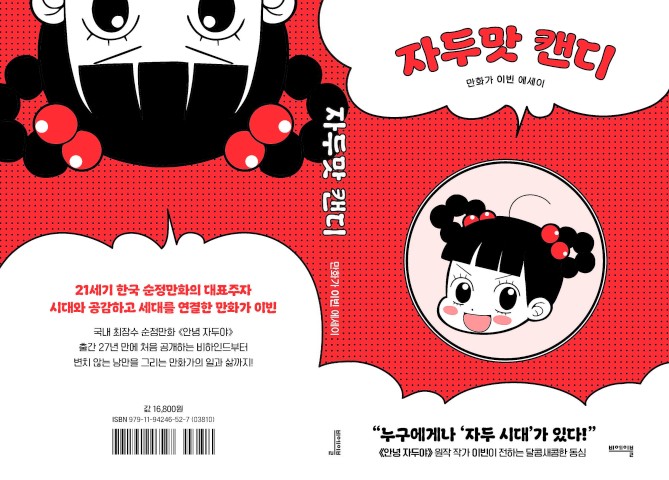 자두맛 캔디
만화가 이빈 에세이
자두맛 캔디
만화가 이빈 에세이
21세기 한국 순정만화의 대표주자
시대와 공감하고 세대를 연결한 만화가 이빈
국내 최장수 순정만화 《안녕 자두야》
출간 27년 만에 처음 공개하는 비하인드부터
변치 않는 낭만을 그리는 만화가의 일과 삶까지!
값 16,800원
ISBN 979-11-94246-52-7 (03810)
“누구에게나 ‘자두 시대’가 있다!”
《안녕 자두야》 원작 작가 이빈이 전하는 달콤새콤한 동심